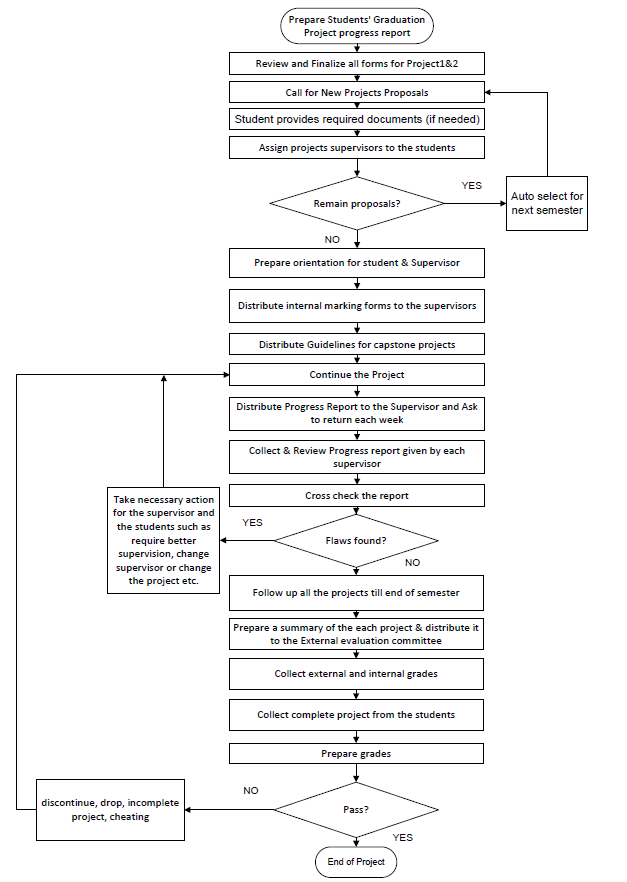 Prepare Students' Graduation
Project progress report
Review and Finalize all forms for Project1&2
Call for New Projects Proposals
Student provides required documents (if needed)
Assign projects supervisors to the students
Remain proposals?
YES
Auto select for
next semester
NO
Prepare orientation for student & Supervisor
Distribute internal marking forms to the supervisors
Distribute Guidelines for capstone projects
Continue the Project
Distribute Progress Report to the Supervisor and Ask
to return each week
Collect & Review Progress report given by each
supervisor
Cross check the report
Flaws found?
YES
Take necessary action
for the supervisor and
the students such as
require better
supervision, change
supervisor or change
the project etc.
NO
Follow up all the projects till end of semester
Prepare a summary of the each project & distribute it
to the External evaluation committee
Collect external and internal grades
Collect complete project from the students
Prepare grades
Pass?
NO
discontinue, drop, incomplete
project, cheating
YES
End of Project